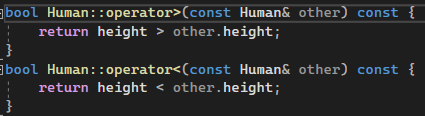 bool Human::operator>(const Human& other) const {
    return height > other.height;
}
bool Human::operator<(const Human& other) const {
    return height < other.height;
}